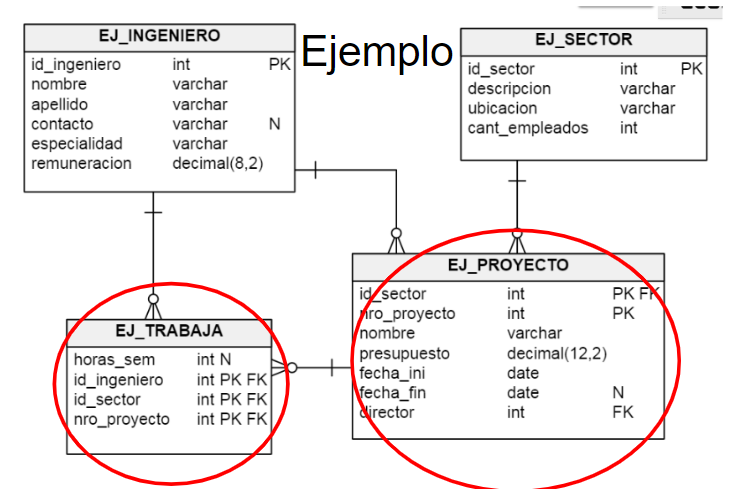 Ejemplo
EJ_INGENIERO
id_ingeniero int PK
nombre varchar
apellido varchar
contacto varchar N
especialidad varchar
remuneracion decimal(8,2)
EJ_SECTOR
id_sector int PK
descripcion varchar
ubicacion varchar
cant_empleados int
EJ_TRABAJA
horas_sem int N
id_ingeniero int PK FK
id_sector int PK FK
nro_proyecto int PK FK
EJ_PROYECTO
id_sector int PK FK
nro_proyecto int PK
nombre varchar
presupuesto decimal(12,2)
fecha_ini date
fecha_fin date N
director int FK